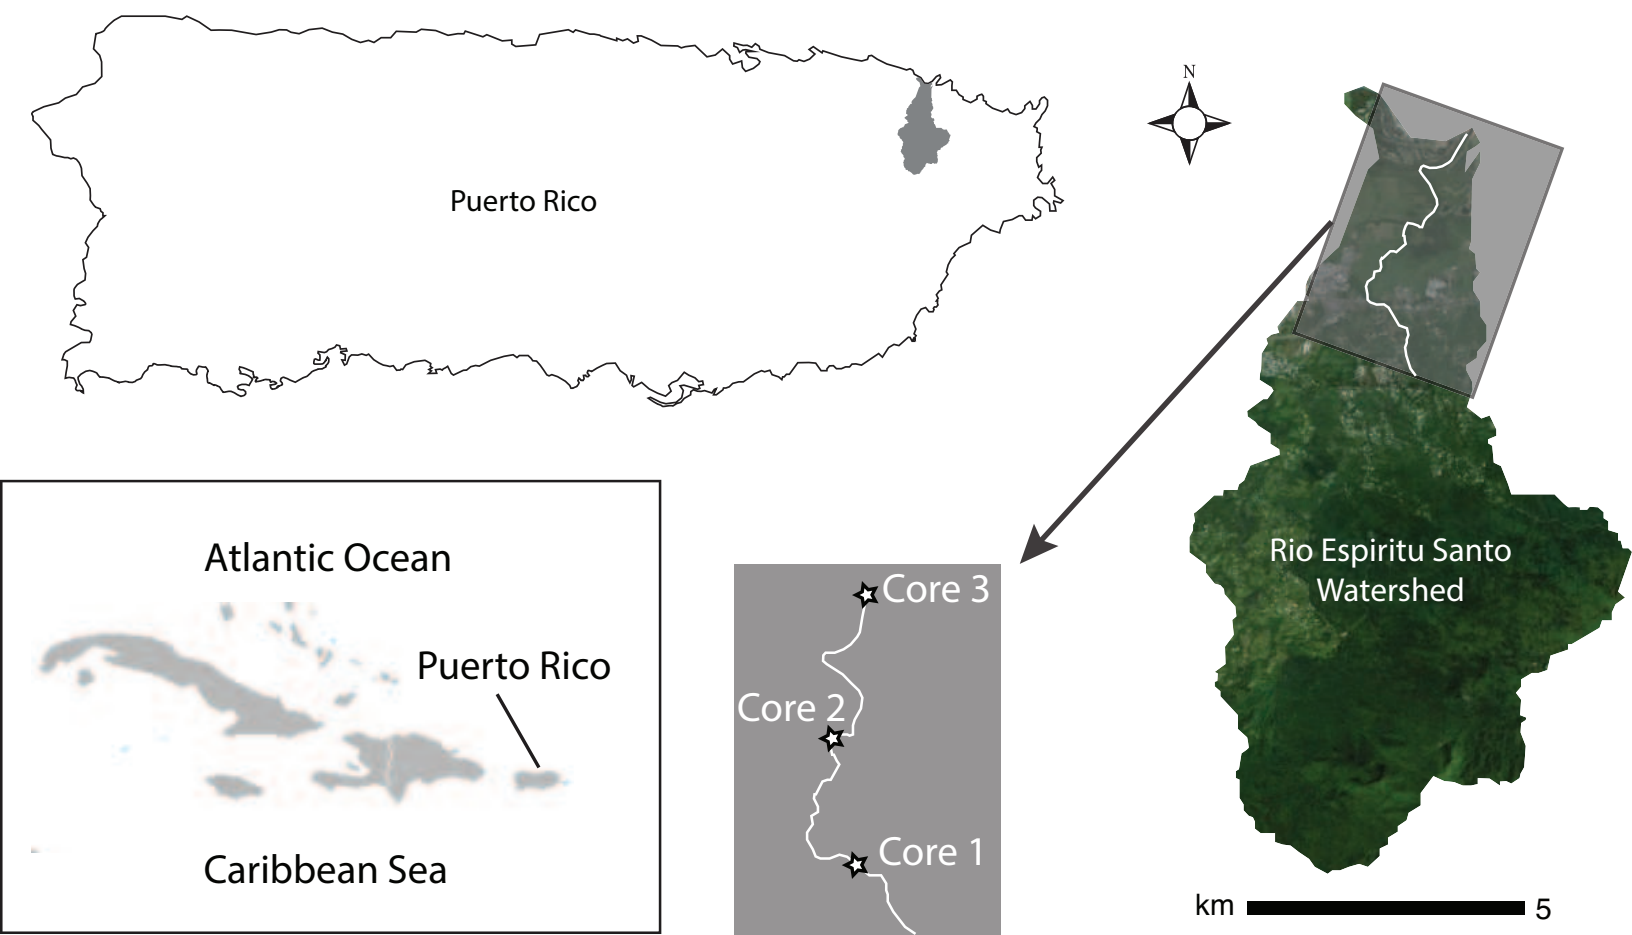 N
Puerto Rico
Atlantic Ocean
Puerto Rico
Caribbean Sea
Core 3
Core 2
Core 1
Rio Espiritu Santo
Watershed
km 5